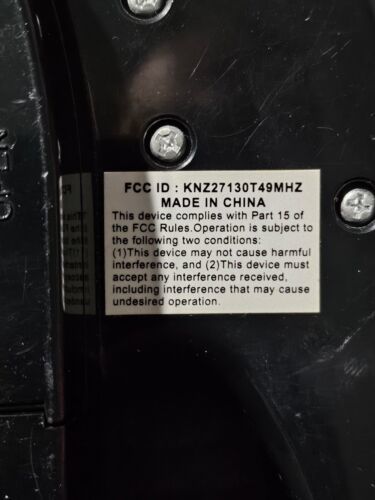 FCC ID : KNZ27130T49MHZ
MADE IN CHINA
This device complies with Part 15 of
the FCC Rules.Operation is subject to
the following two conditions:
(1)This device may not cause harmful
interference, and (2)This device must
accept any interference received,
including interference that may cause
undesired operation.